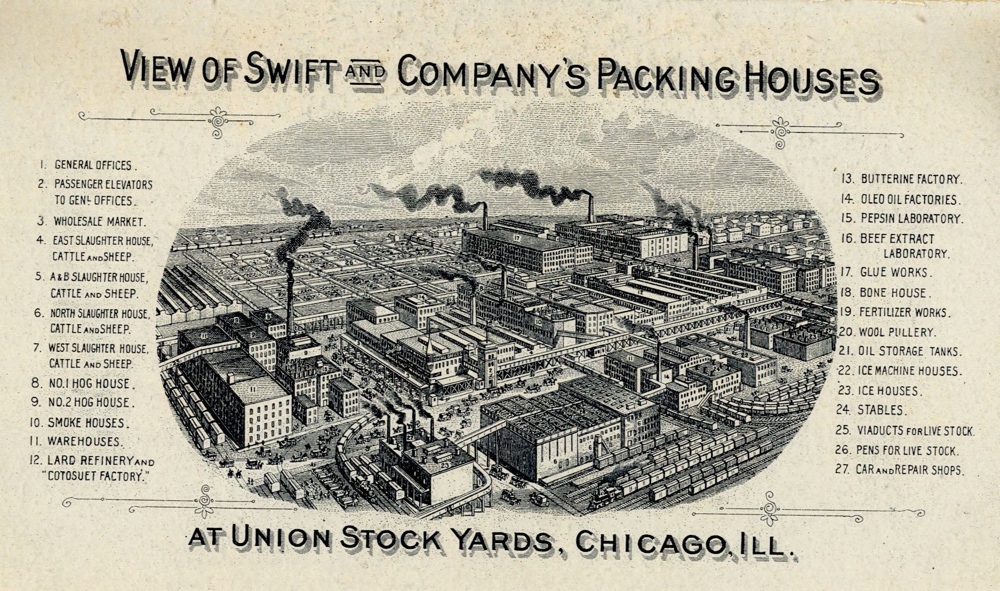 VIEW OF SWIFT AND COMPANY'S PACKING HOUSES
1. GENERAL OFFICES.
2. PASSENGER ELEVATORS
TO GENL OFFICES.
3. WHOLESALE MARKET.
4. EAST SLAUGHTER HOUSE,
CATTLE AND SHEEP.
5. A & B SLAUGHTER HOUSE,
CATTLE AND SHEEP.
6. NORTH SLAUGHTER HOUSE,
CATTLE AND SHEEP.
7. WEST SLAUGHTER HOUSE,
CATTLE AND SHEEP.
8. NO. 1 HOG HOUSE.
9. NO. 2 HOG HOUSE.
10. SMOKE HOUSES.
11. WAREHOUSES.
12. LARD REFINERY AND
"COTOSUET FACTORY."
13. BUTTERINE FACTORY.
14. OLEO OIL FACTORIES.
15. PEPSIN LABORATORY.
16. BEEF EXTRACT
LABORATORY.
17. GLUE WORKS.
18. BONE HOUSE.
19. FERTILIZER WORKS.
20. WOOL PULLERY.
21. OIL STORAGE TANKS.
22. ICE MACHINE HOUSES.
23. ICE HOUSES.
24. STABLES.
25. VIADUCTS FOR LIVE STOCK.
26. PENS FOR LIVE STOCK.
27. CAR AND REPAIR SHOPS.
AT UNION STOCK YARDS, CHICAGO, ILL.